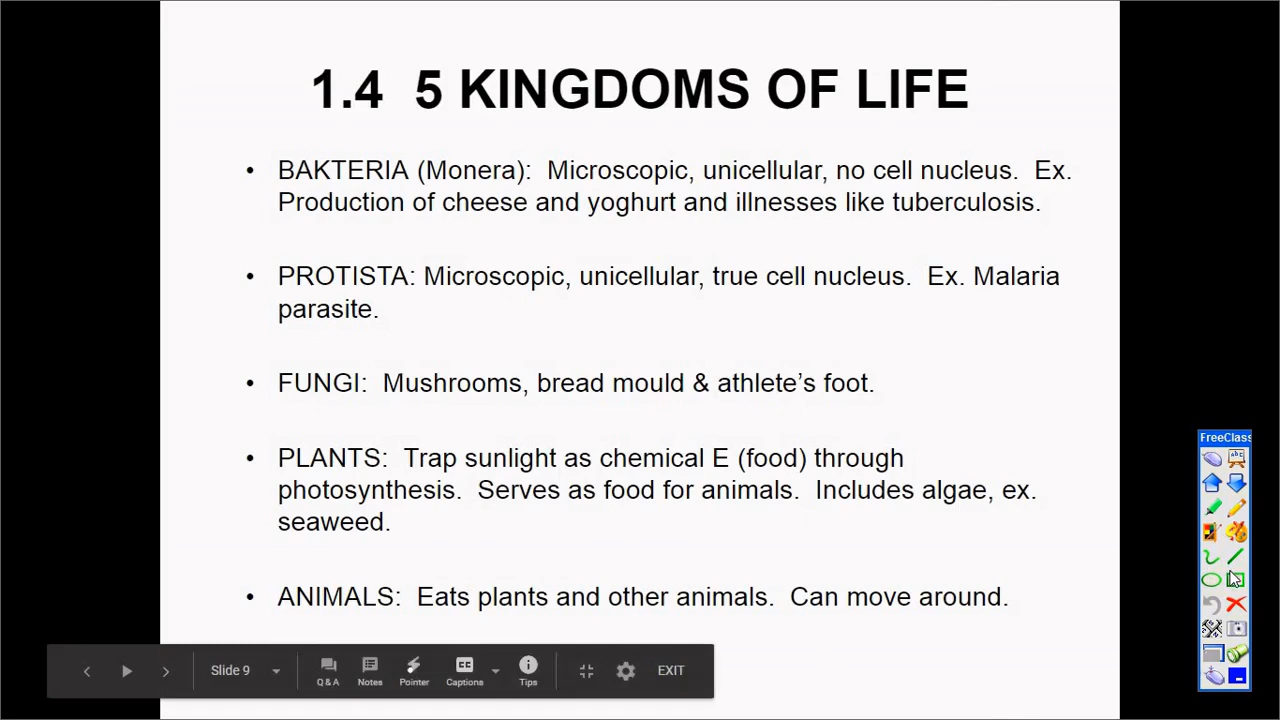 1.4 5 KINGDOMS OF LIFE
• BAKTERIA (Monera): Microscopic, unicellular, no cell nucleus. Ex.
Production of cheese and yoghurt and illnesses like tuberculosis.
• PROTISTA: Microscopic, unicellular, true cell nucleus. Ex. Malaria
parasite.
• FUNGI: Mushrooms, bread mould & athlete’s foot.
• PLANTS: Trap sunlight as chemical E (food) through
photosynthesis. Serves as food for animals. Includes algae, ex.
seaweed.
• ANIMALS: Eats plants and other animals. Can move around.
FreeClass
abc
Slide 9
Q & A
Notes
Pointer
CC
Captions
Tips
EXIT